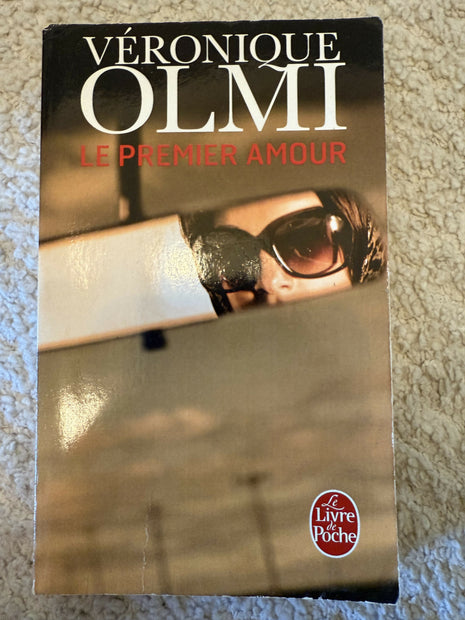 VÉRONIQUE
OLMI
LE PREMIER AMOUR
Le
Livre
de
Poche